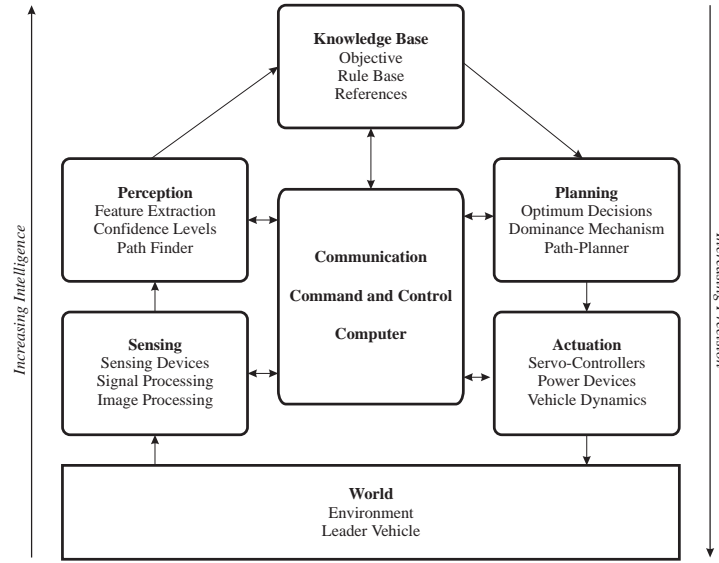 Knowledge Base
Objective
Rule Base
References
Perception
Feature Extraction
Confidence Levels
Path Finder
Planning
Optimum Decisions
Dominance Mechanism
Path-Planner
Communication
Command and Control
Computer
Sensing
Sensing Devices
Signal Processing
Image Processing
Actuation
Servo-Controllers
Power Devices
Vehicle Dynamics
World
Environment
Leader Vehicle
Increasing Intelligence